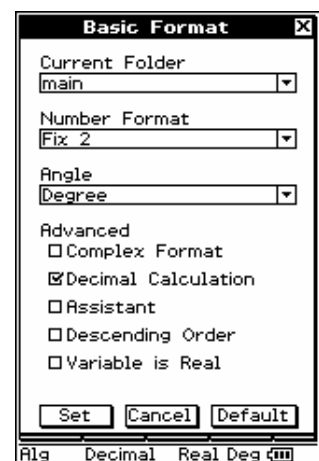 Basic Format
Current Folder
main
Number Format
Fix 2
Angle
Degree
Advanced
Complex Format
Decimal Calculation
Assistant
Descending Order
Variable is Real
Set Cancel Default
Alg Decimal Real Deg